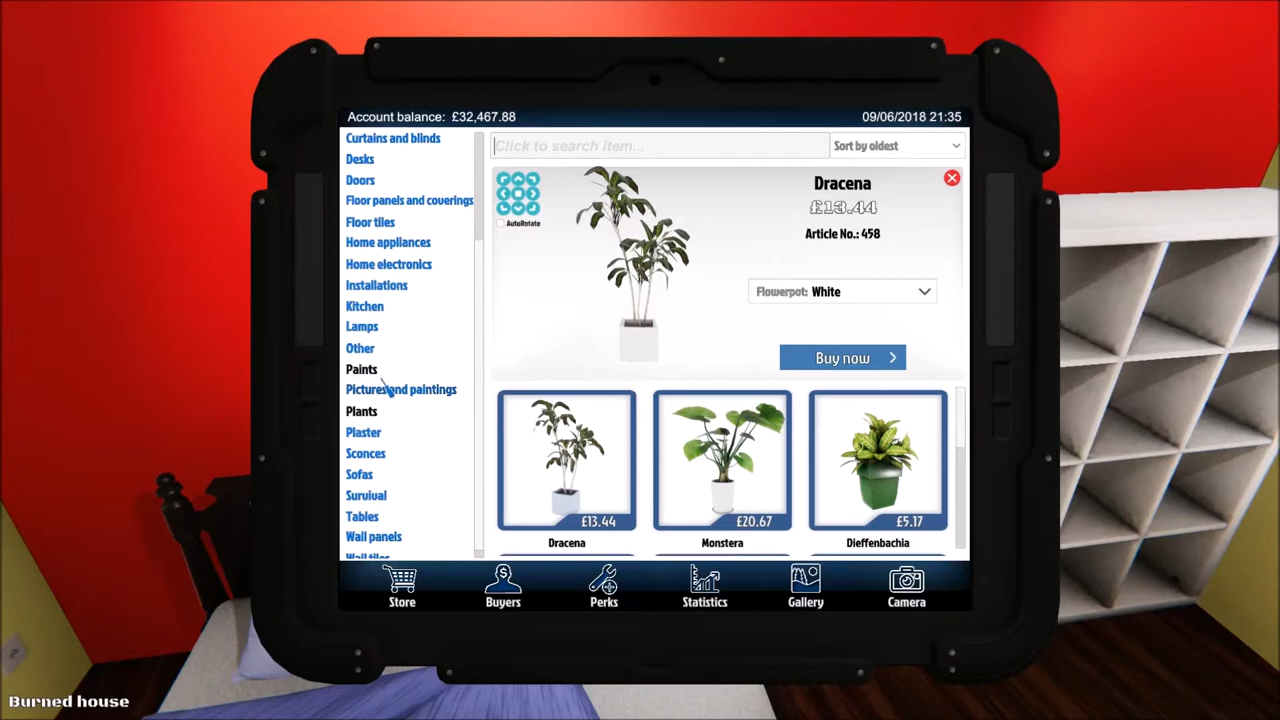 Account balance: £32,467.88
09/06/2018 21:35
Curtains and blinds
Desks
Doors
Floor panels and coverings
Floor tiles
Home appliances
Home electronics
Installations
Kitchen
Lamps
Other
Paints
Pictures and paintings
Plants
Plaster
Sconces
Sofas
Survival
Tables
Wall panels
Wall tiles
Click to search item...
Sort by oldest
AutoRotate
Dracena
£13.44
Article No.: 458
Flowerpot: White
Buy now
£13.44
£20.67
£5.17
Dracena
Monstera
Dieffenbachia
Store
Buyers
Perks
Statistics
Gallery
Camera
Burned house